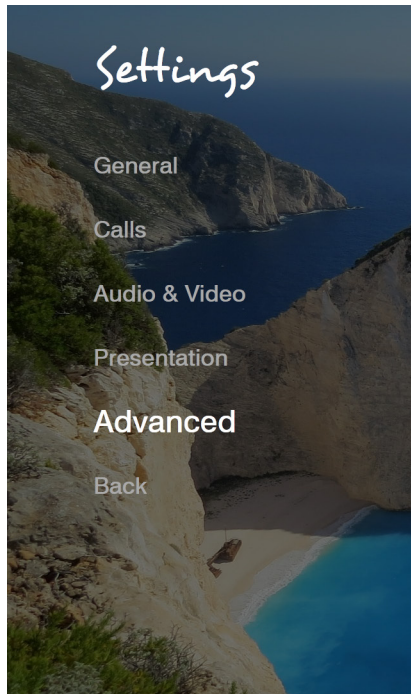 Settings
General
Calls
Audio & Video
Presentation
Advanced
Back